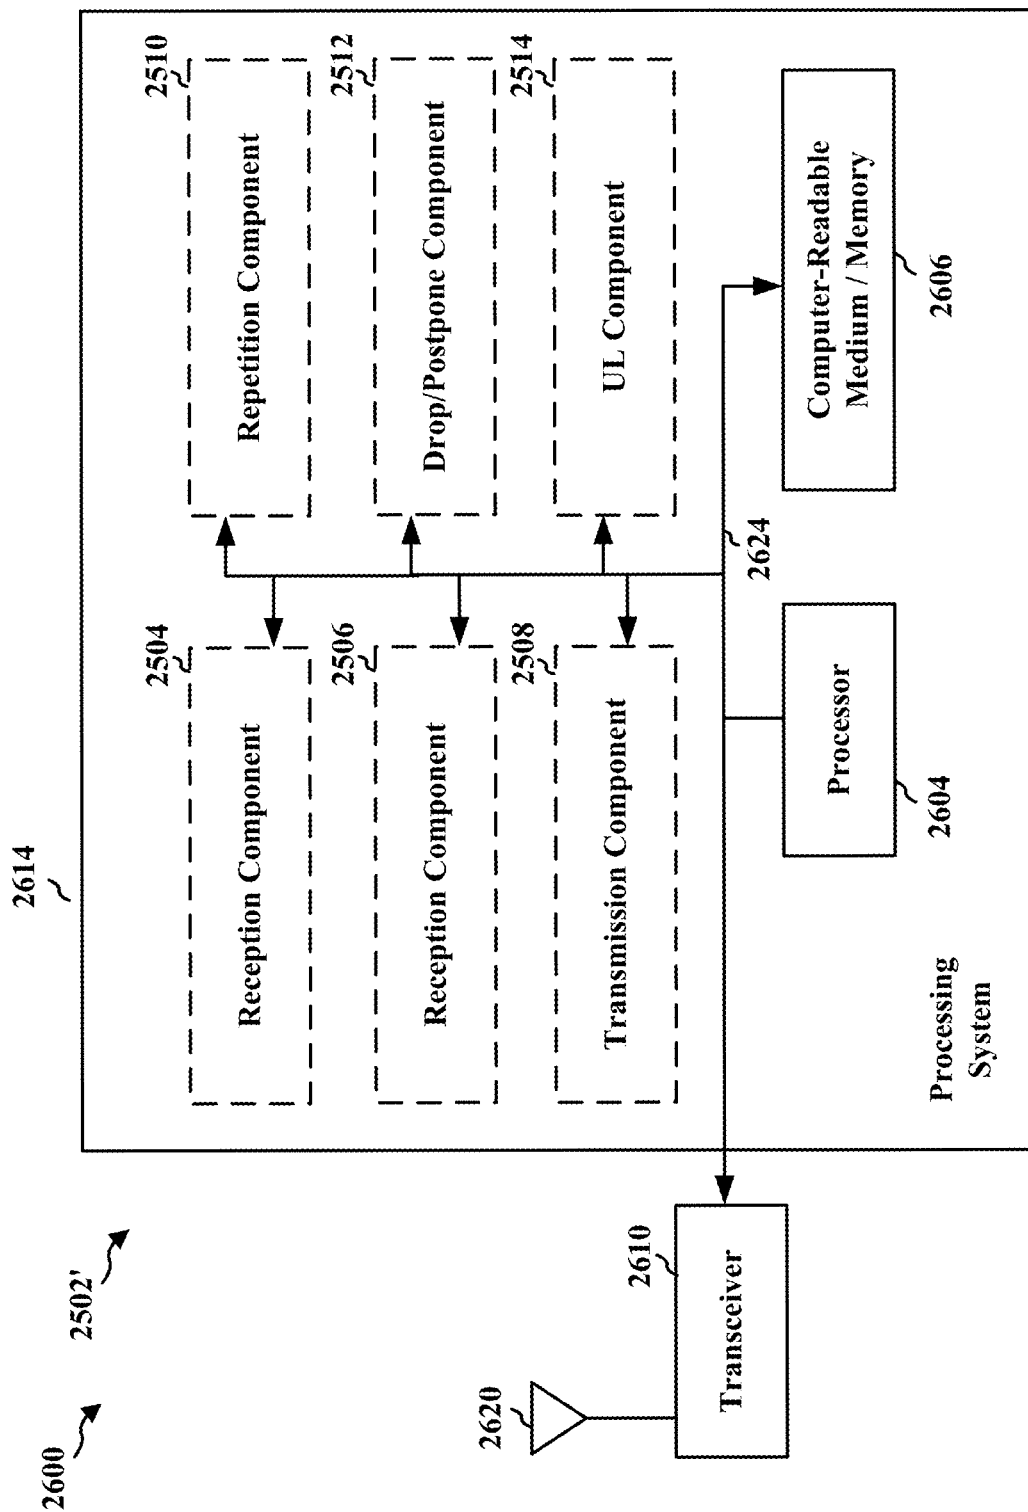 2600
2502'
2614
2504
Reception Component
2510
Repetition Component
2506
Reception Component
2512
Drop/Postpone Component
2508
Transmission Component
2514
UL Component
2620
2610
Transceiver
2624
Processor
2604
Computer-Readable
Medium / Memory
2606
Processing
System